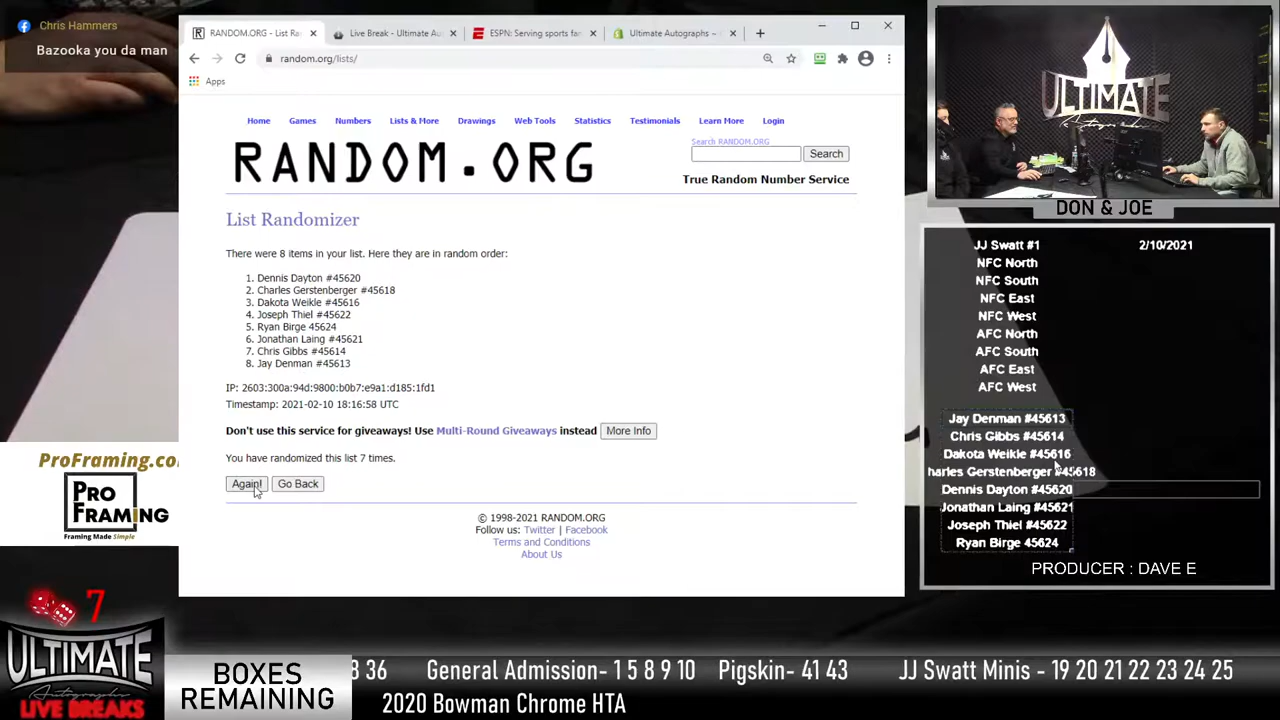 Chris Hammers
Bazooka you da man
RANDOM.ORG - List Ra
Live Break - Ultimate Au
ESPN: Serving sports fan
Ultimate Autographs –
random.org/lists/
Apps
Home Games Numbers Lists & More Drawings Web Tools Statistics Testimonials Learn More Login
Search RANDOM.ORG
Search
RANDOM.ORG
True Random Number Service
List Randomizer
There were 8 items in your list. Here they are in random order:
1. Dennis Dayton #45620
2. Charles Gerstenberger #45618
3. Dakota Weikle #45616
4. Joseph Thiel #45622
5. Ryan Birge 45624
6. Jonathan Laing #45621
7. Chris Gibbs #45614
8. Jay Denman #45613
IP: 2603:300a:94d:9800:b0b7:e9a1:d185:1fd1
Timestamp: 2021-02-10 18:16:58 UTC
Don't use this service for giveaways! Use Multi-Round Giveaways instead More Info
You have randomized this list 7 times.
Again! Go Back
© 1998-2021 RANDOM.ORG
Follow us: Twitter | Facebook
Terms and Conditions
About Us
ULTIMATE
DON & JOE
JJ Swatt #1 2/10/2021
NFC North
NFC South
NFC East
NFC West
AFC North
AFC South
AFC East
AFC West
Jay Denman #45613
Chris Gibbs #45614
Dakota Weikle #45616
harles Gerstenberger #45618
Dennis Dayton #45620
Jonathan Laing #45621
Joseph Thiel #45622
Ryan Birge 45624
PRODUCER : DAVE E
ProFraming.co
PRO
FRAMING
Framing Made Simple
7
ULTIMATE
Autographs
LIVE BREAKS
BOXES
REMAINING
8 36 General Admission- 1 5 8 9 10 Pigskin- 41 43 JJ Swatt Minis - 19 20 21 22 23 24 25
2020 Bowman Chrome HTA